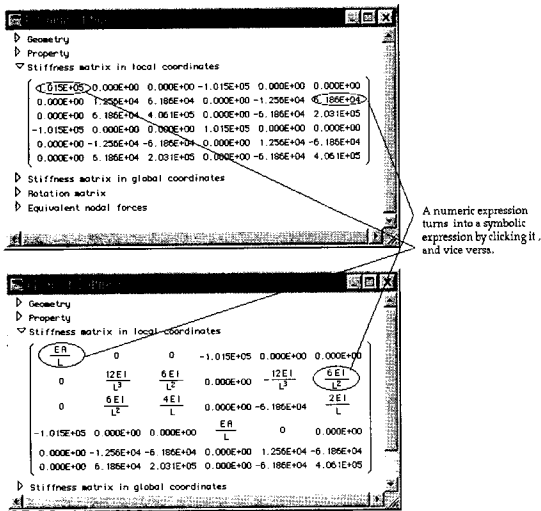 Geometry
Property
Stiffness matrix in local coordinates
1.015E+05 0.000E+00 0.000E+00 -1.015E+05 0.000E+00 0.000E+00
0.000E+00 1.256E+04 6.186E+04 0.000E+00 -1.256E+04 6.186E+04
0.000E+00 6.186E+04 4.061E+05 0.000E+00 -6.186E+04 2.031E+05
-1.015E+05 0.000E+00 0.000E+00 1.015E+05 0.000E+00 0.000E+00
0.000E+00 -1.256E+04 -6.186E+04 0.000E+00 1.256E+04 -6.186E+04
0.000E+00 6.186E+04 2.031E+05 0.000E+00 -6.186E+04 4.061E+05
Stiffness matrix in global coordinates
Rotation matrix
Equivalent nodal forces
A numeric expression
turns into a symbolic
expression by clicking it ,
and vice versa.
Geometry
Property
Stiffness matrix in local coordinates
EA/L 0 0 -1.015E+05 0.000E+00 0.000E+00
0 12EI/L³ 6EI/L² 0.000E+00 -12EI/L³ 6EI/L²
0 6EI/L² 4EI/L 0.000E+00 -6.186E+04 2EI/L
-1.015E+05 0.000E+00 0.000E+00 EA/L 0 0.000E+00
0.000E+00 -1.256E+04 -6.186E+04 0.000E+00 1.256E+04 -6.186E+04
0.000E+00 6.186E+04 2.031E+05 0.000E+00 -6.186E+04 4.061E+05
Stiffness matrix in global coordinates